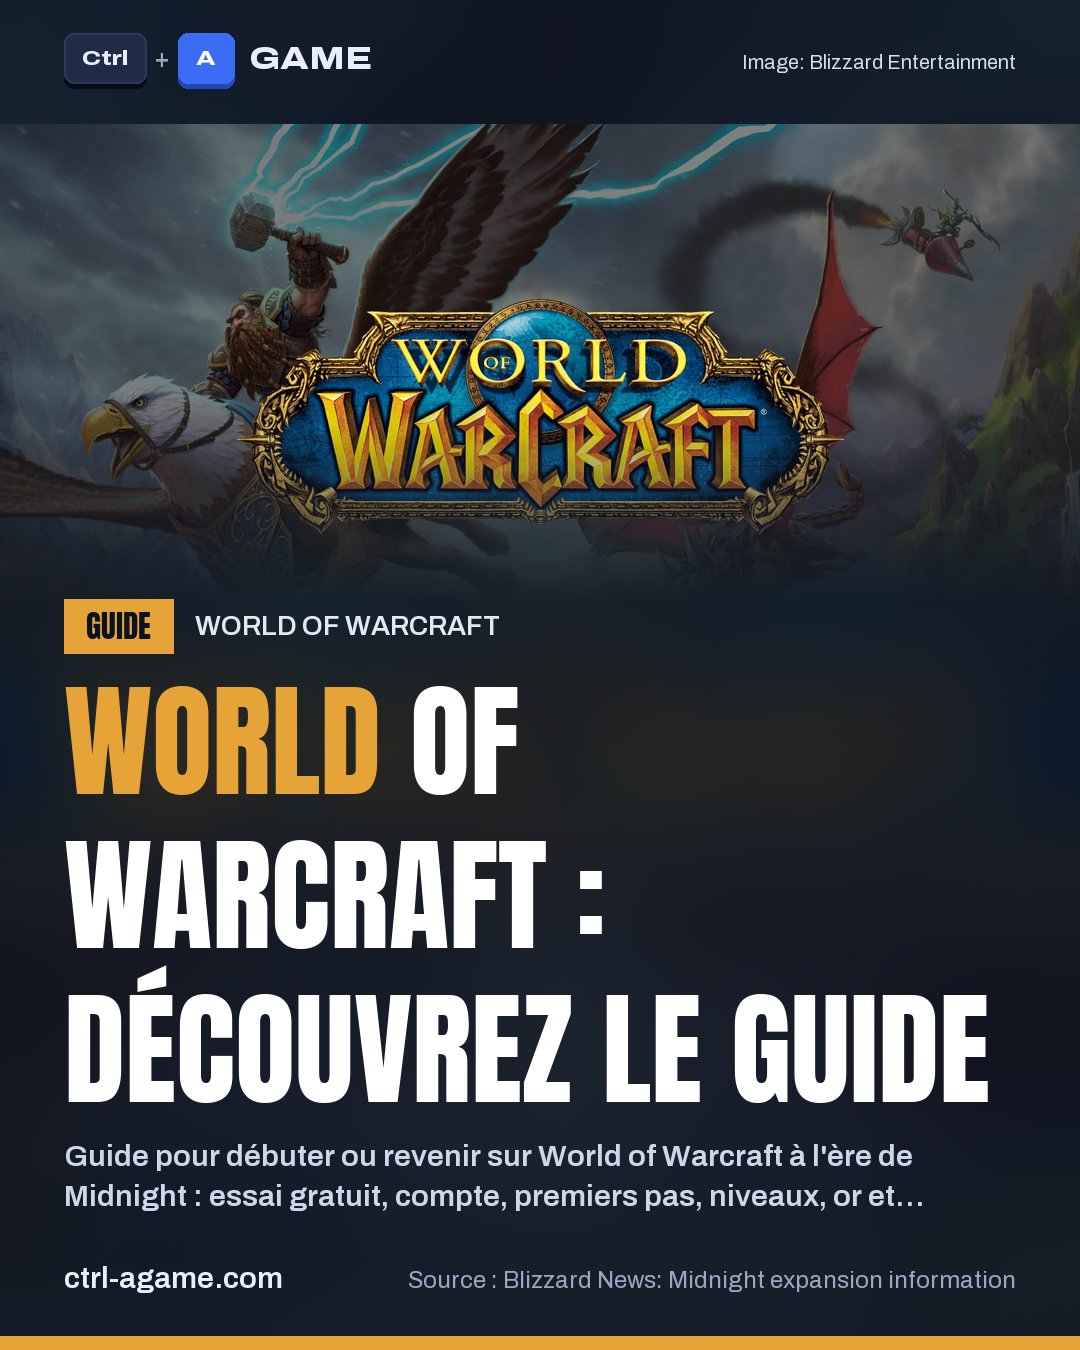 Ctrl + A GAME
Image: Blizzard Entertainment
WORLD OF
WARCRAFT®
GUIDE WORLD OF WARCRAFT
WORLD OF
WARCRAFT :
DÉCOUVREZ LE GUIDE
Guide pour débuter ou revenir sur World of Warcraft à l'ère de
Midnight : essai gratuit, compte, premiers pas, niveaux, or et...
ctrl-agame.com
Source : Blizzard News: Midnight expansion information